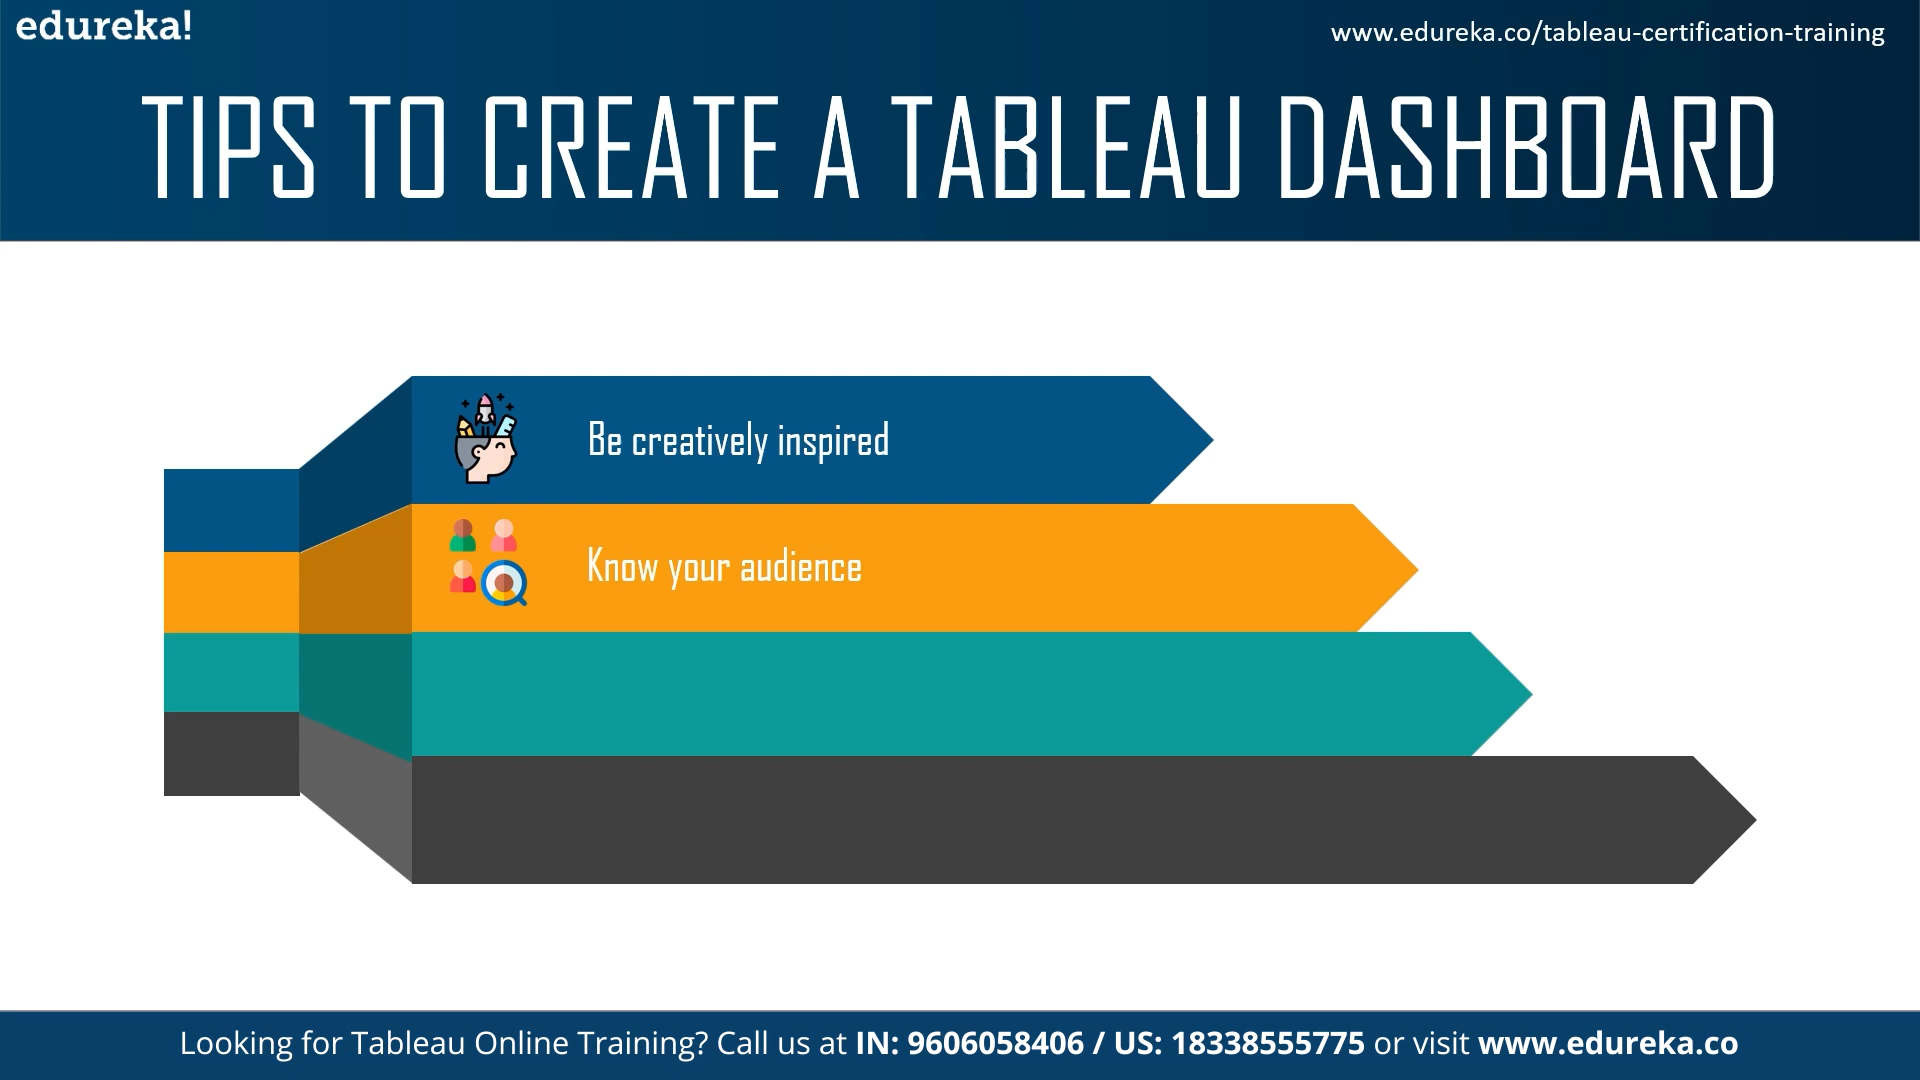 edureka!
www.edureka.co/tableau-certification-training
TIPS TO CREATE A TABLEAU DASHBOARD
Be creatively inspired
Know your audience
Looking for Tableau Online Training? Call us at IN: 9606058406 / US: 18338555775 or visit www.edureka.co